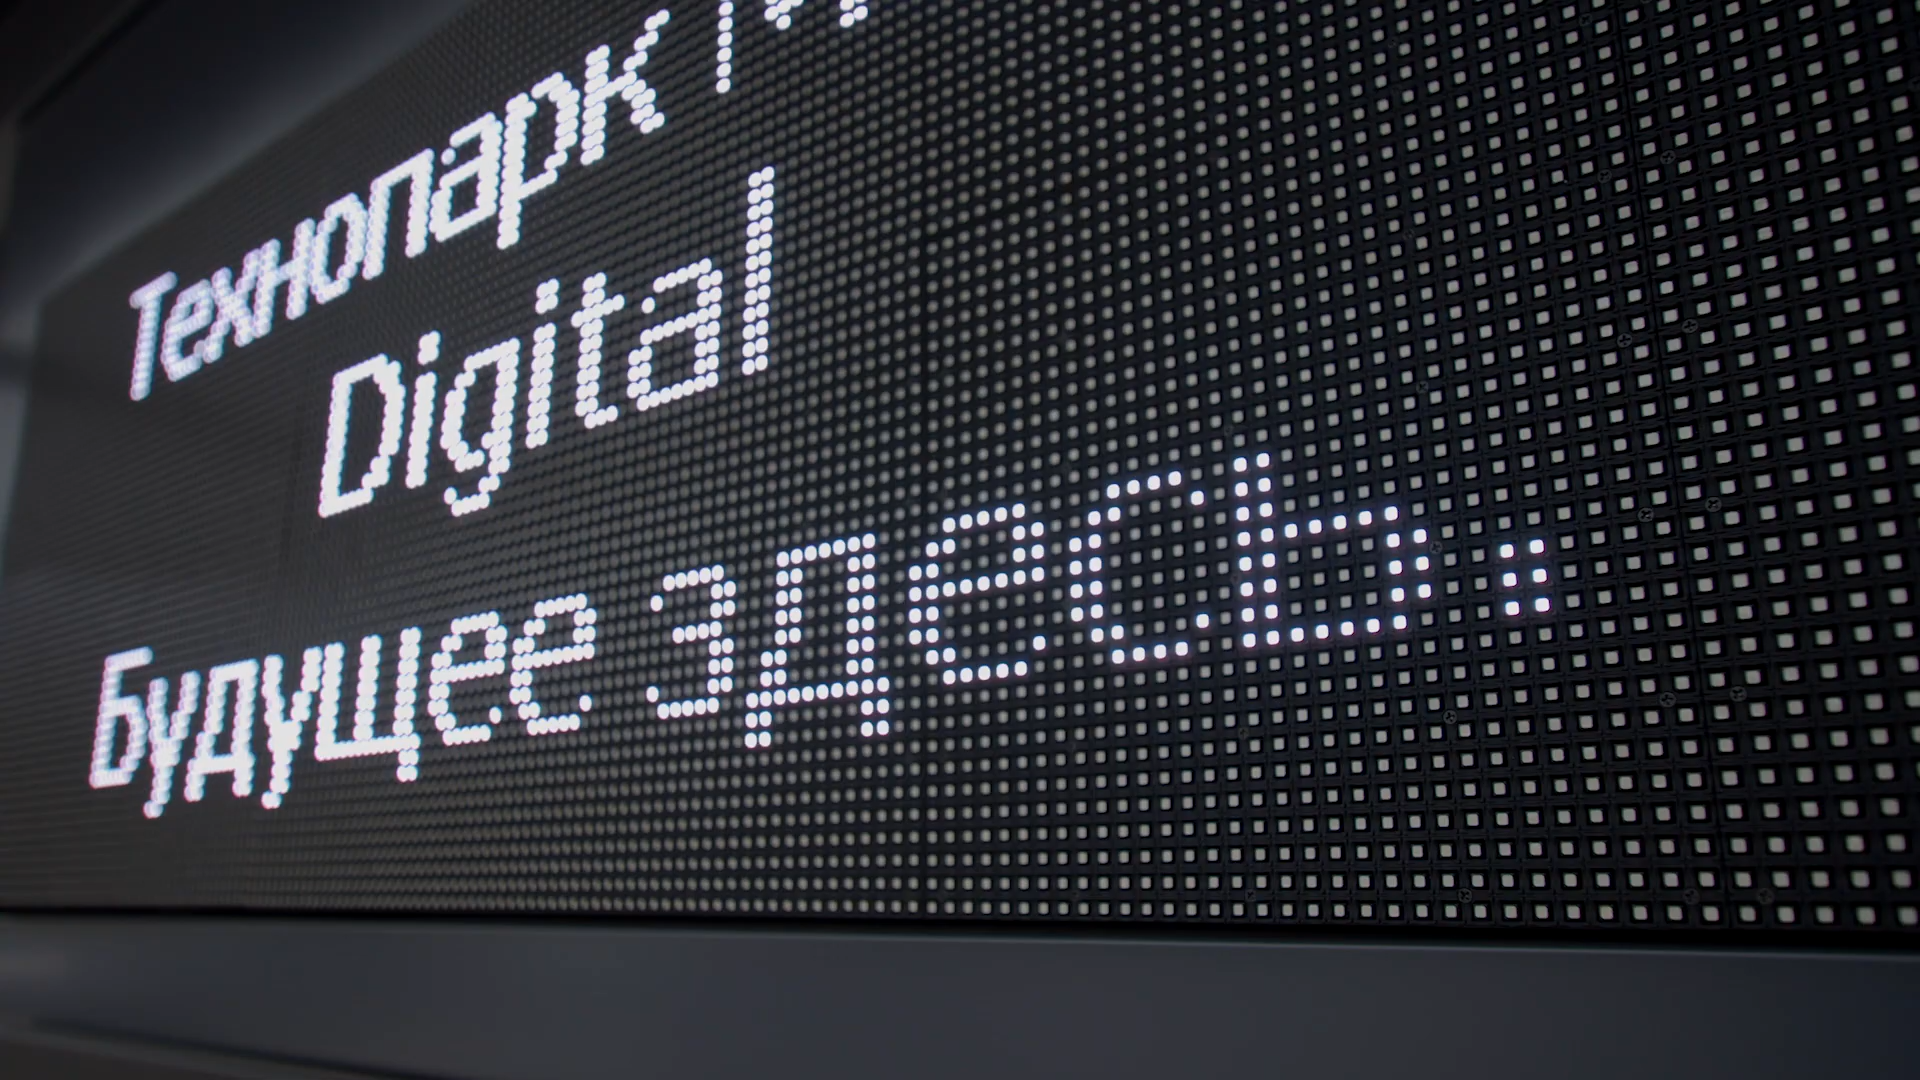 Технопарк
Digital
Будущее здесь.